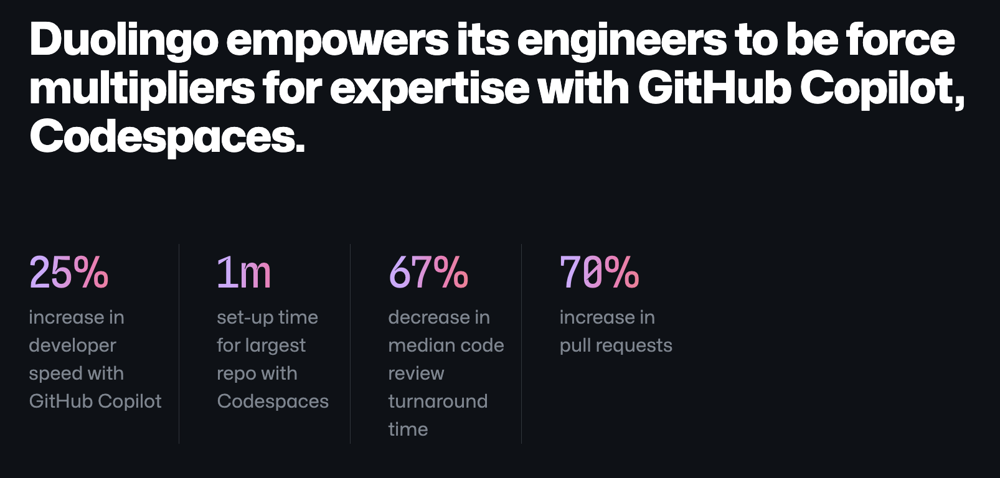 Duolingo empowers its engineers to be force
multipliers for expertise with GitHub Copilot,
Codespaces.
25%
increase in
developer
speed with
GitHub Copilot
1m
set-up time
for largest
repo with
Codespaces
67%
decrease in
median code
review
turnaround
time
70%
increase in
pull requests